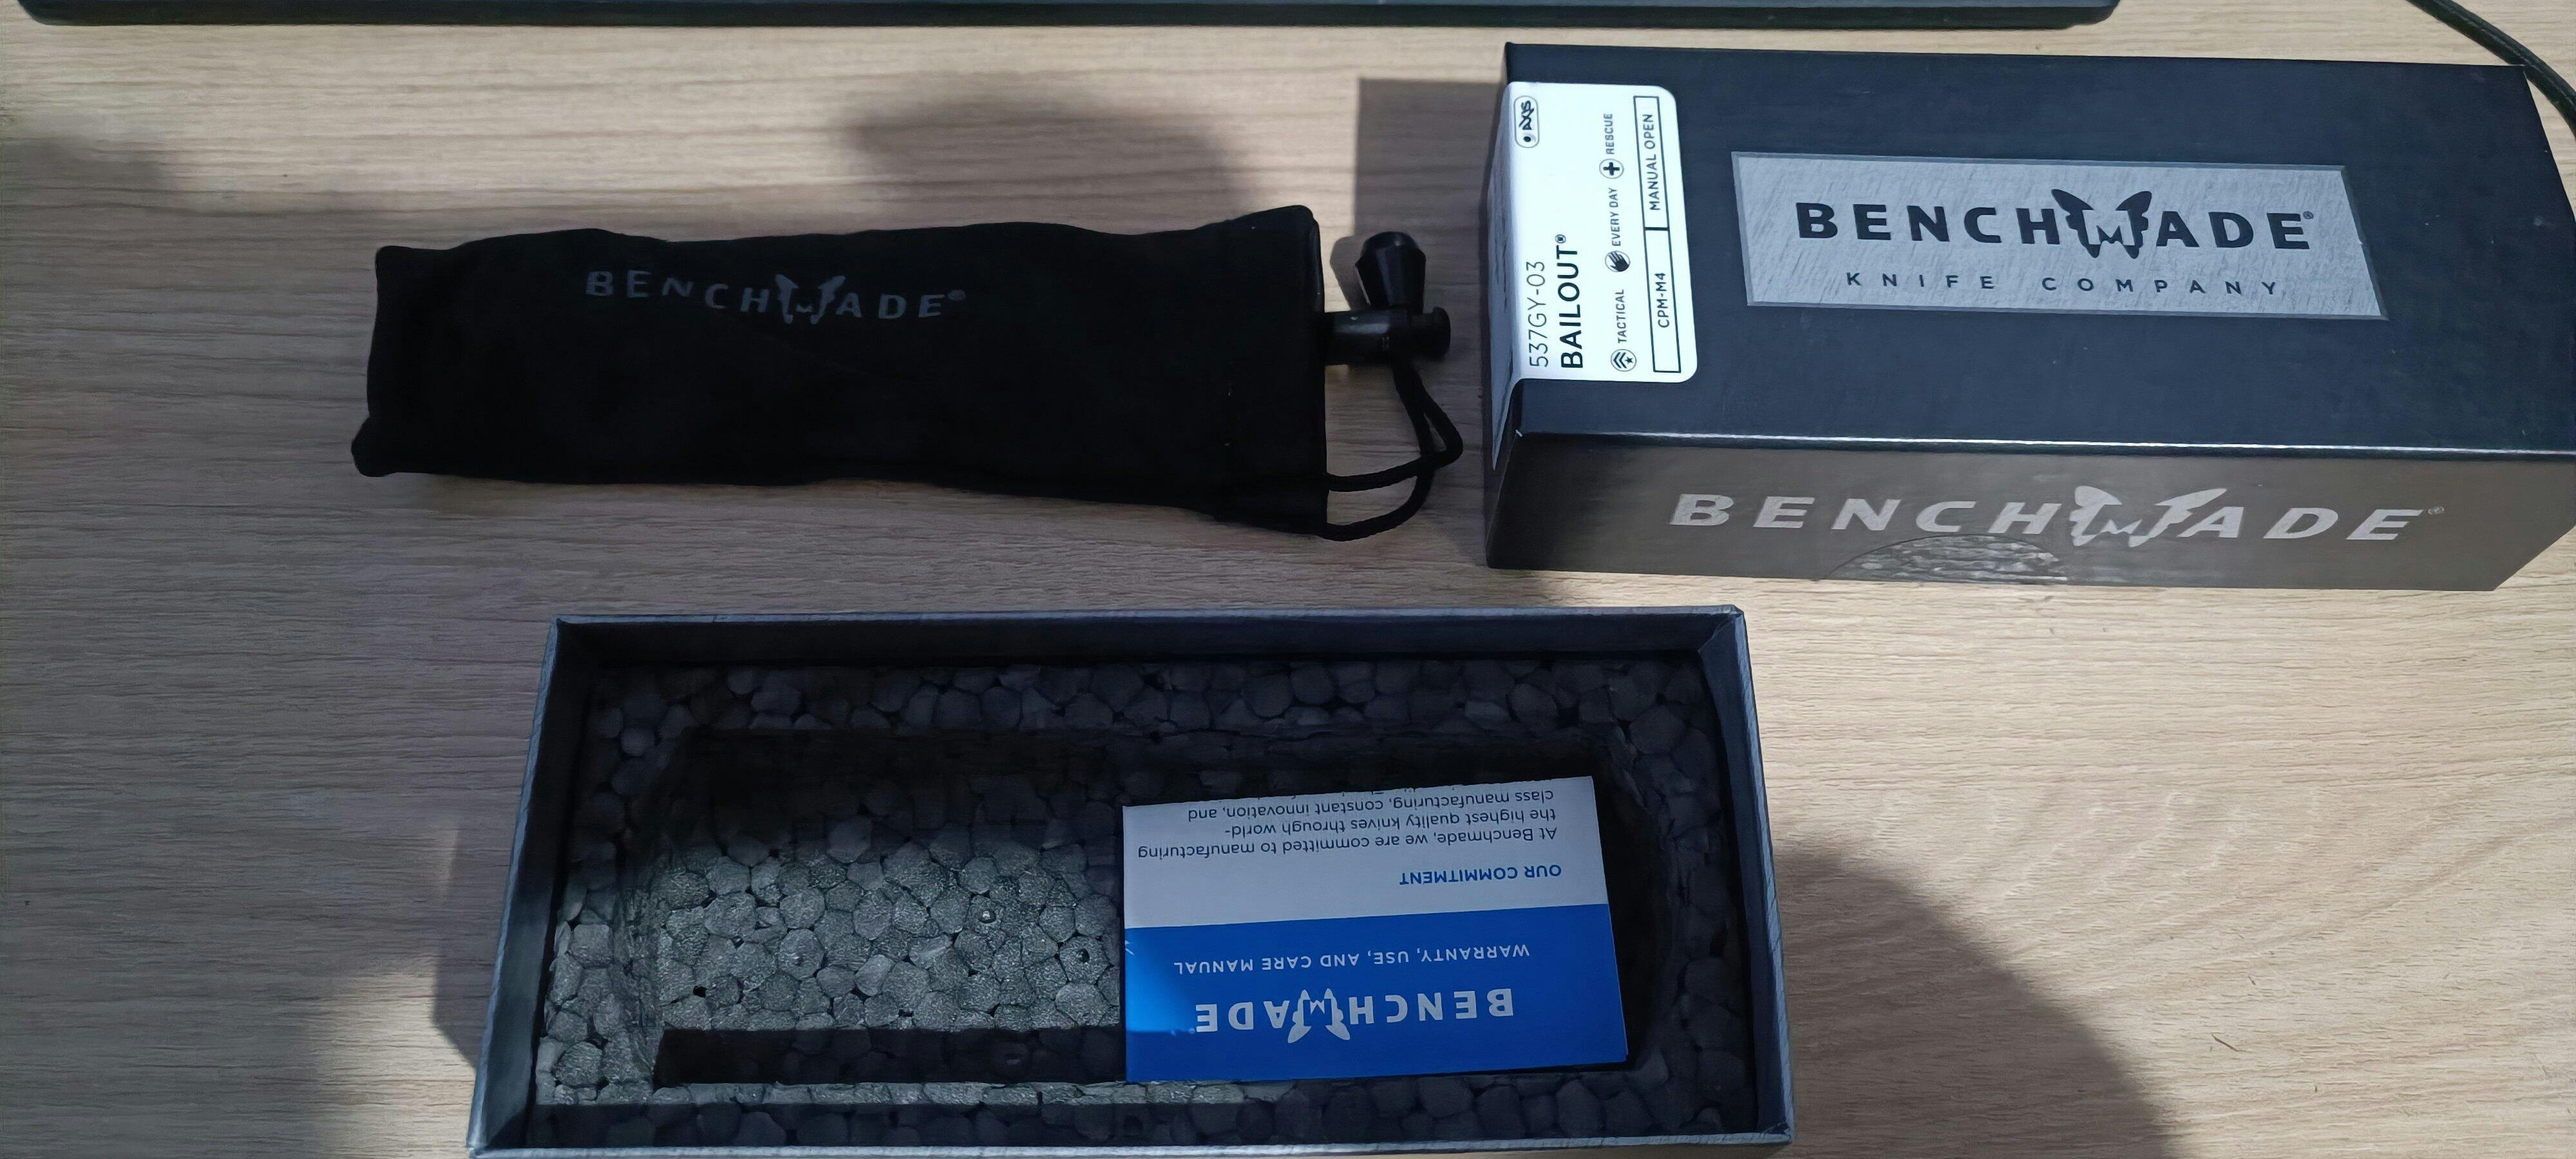 BENCHMADE®
AXIS
537GY-03
BAILOUT®
TACTICAL EVERY DAY RESCUE
CPM-M4 MANUAL OPEN
BENCHMADE®
KNIFE COMPANY
BENCHMADE®
BENCHMADE
WARRANTY, USE, AND CARE MANUAL
OUR COMMITMENT
At Benchmade, we are committed to manufacturing
the highest quality knives through world-
class manufacturing, constant innovation, and